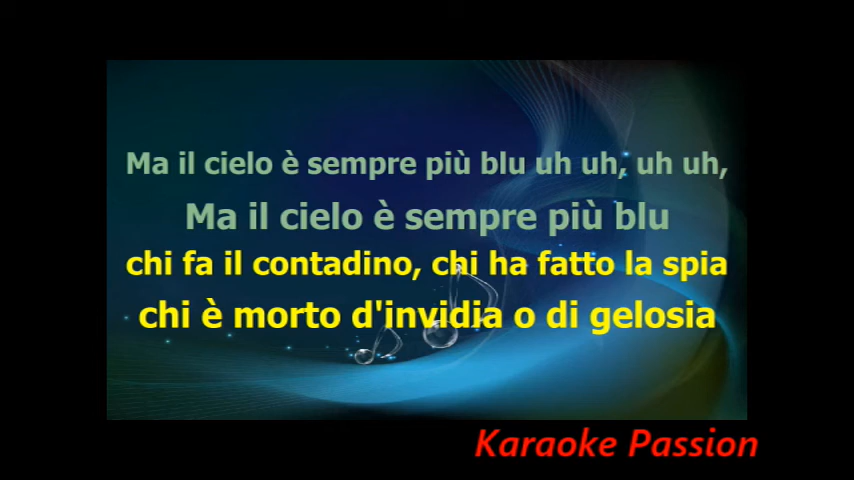 Ma il cielo è sempre più blu uh uh, uh uh,
Ma il cielo è sempre più blu
chi fa il contadino, chi ha fatto la spia
chi è morto d'invidia o di gelosia
Karaoke Passion